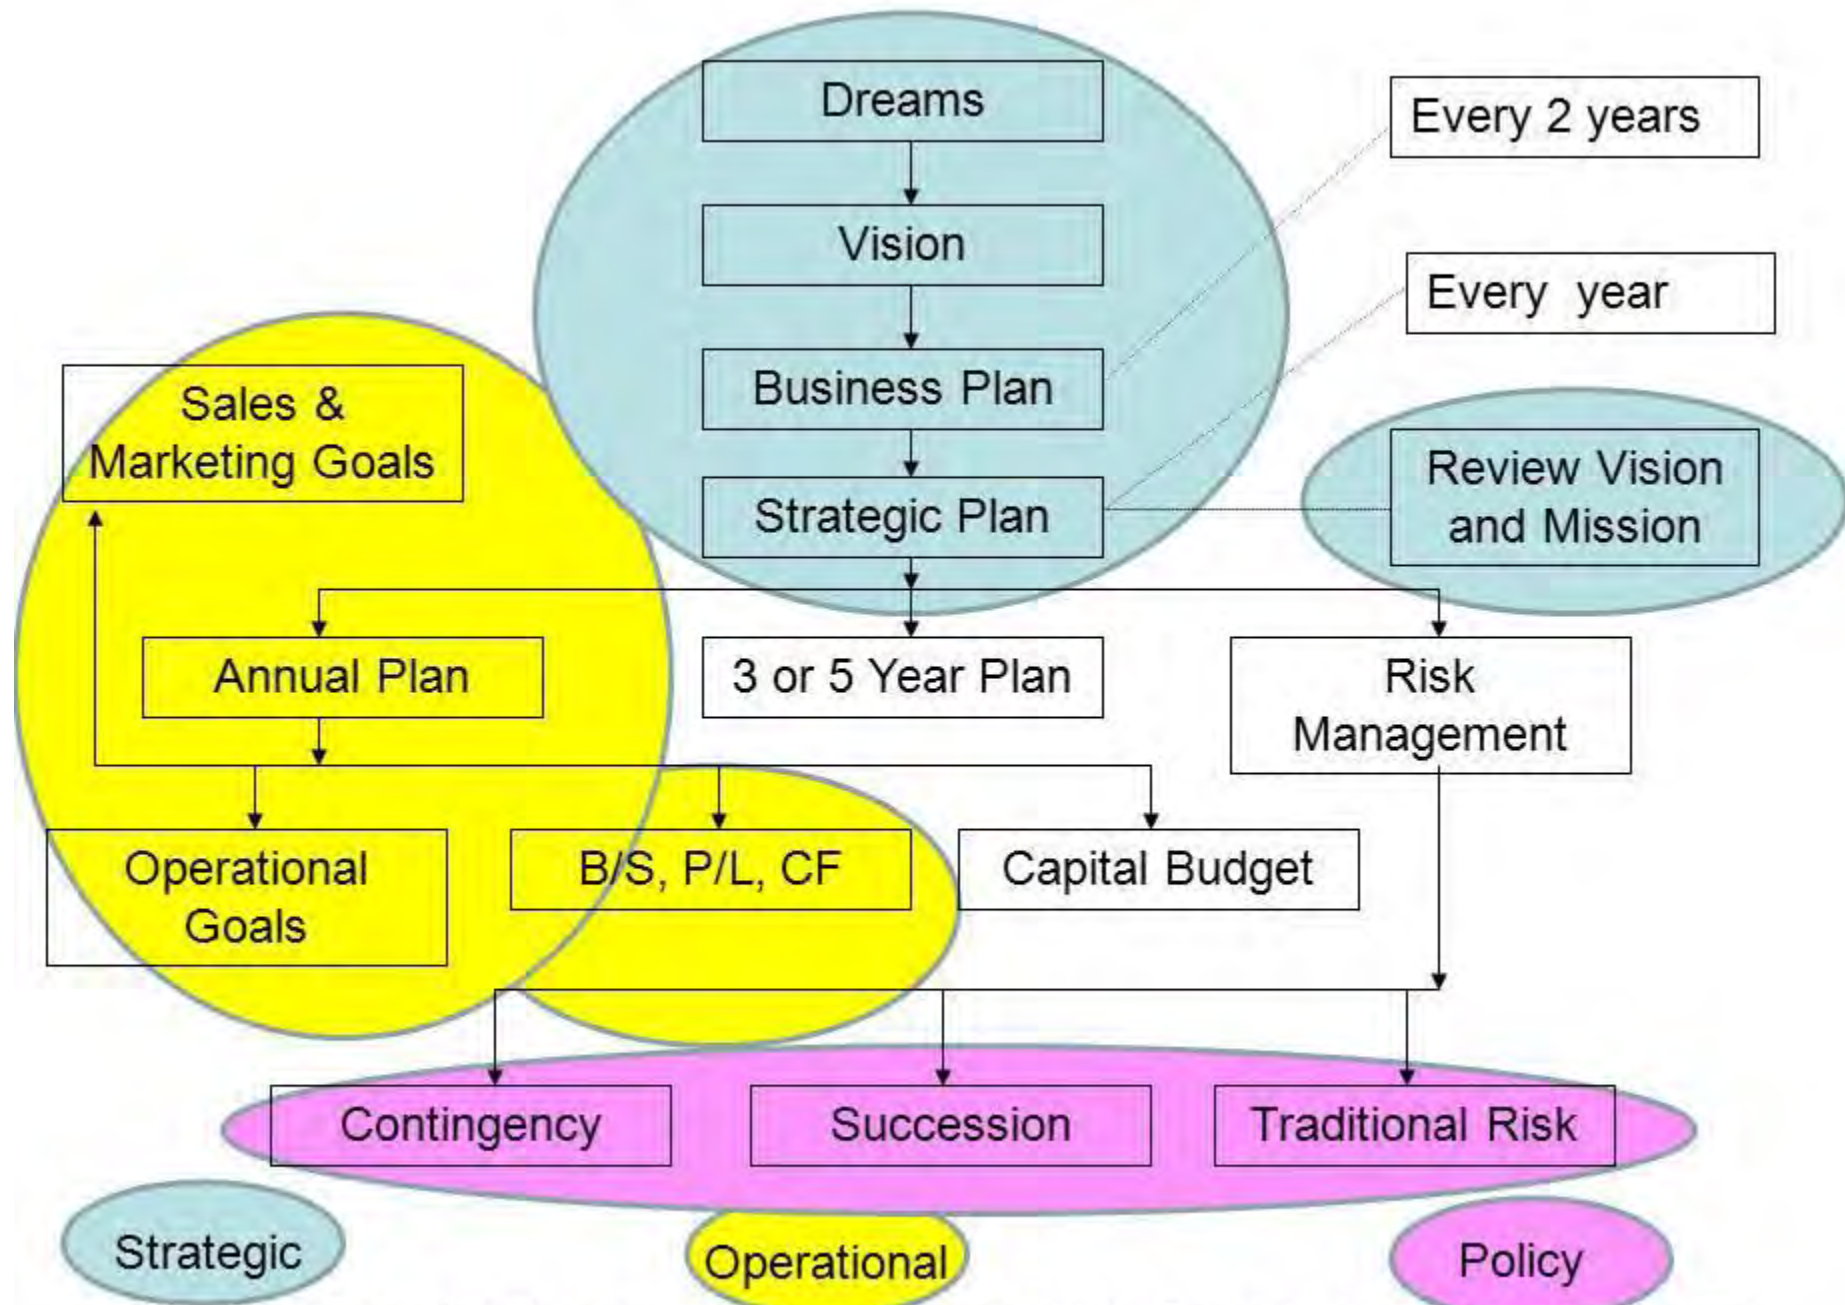 Dreams
Every 2 years
Vision
Every year
Business Plan
Sales &
Marketing Goals
Strategic Plan
Review Vision
and Mission
Annual Plan
3 or 5 Year Plan
Risk
Management
Operational
Goals
B/S, P/L, CF
Capital Budget
Contingency
Succession
Traditional Risk
Strategic
Operational
Policy